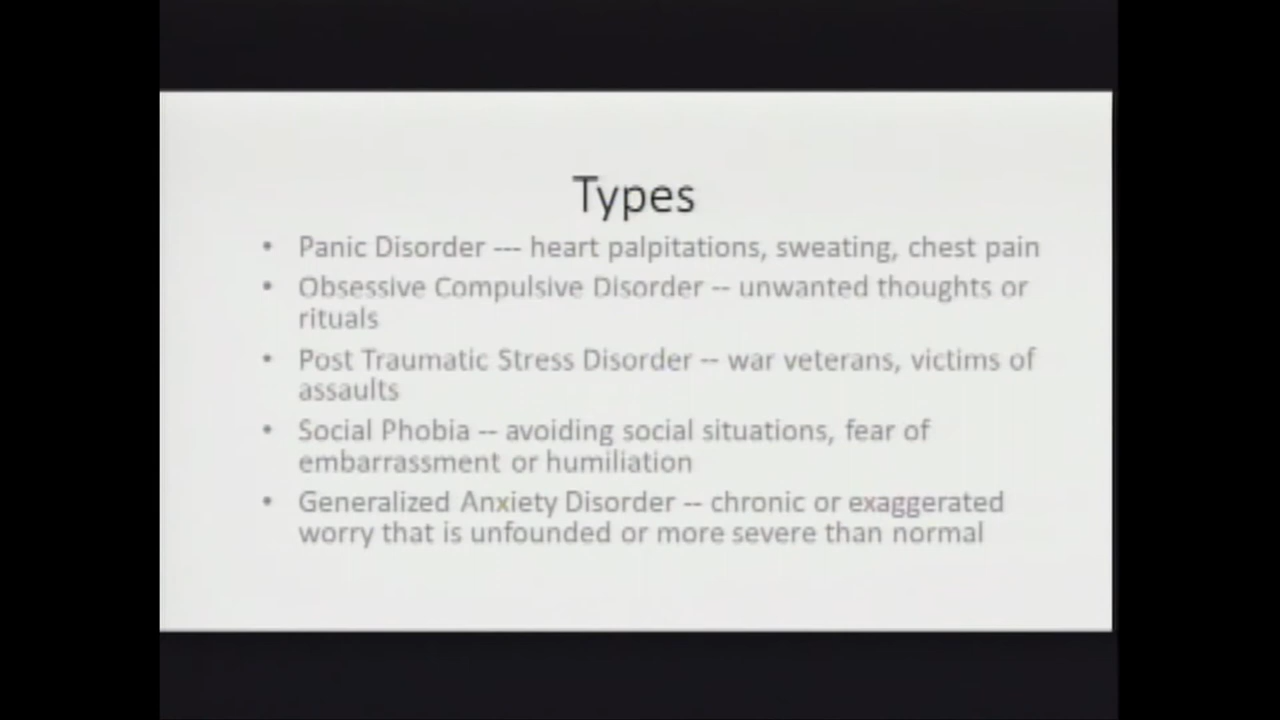 Types
• Panic Disorder --- heart palpitations, sweating, chest pain
• Obsessive Compulsive Disorder -- unwanted thoughts or
rituals
• Post Traumatic Stress Disorder -- war veterans, victims of
assaults
• Social Phobia -- avoiding social situations, fear of
embarrassment or humiliation
• Generalized Anxiety Disorder -- chronic or exaggerated
worry that is unfounded or more severe than normal